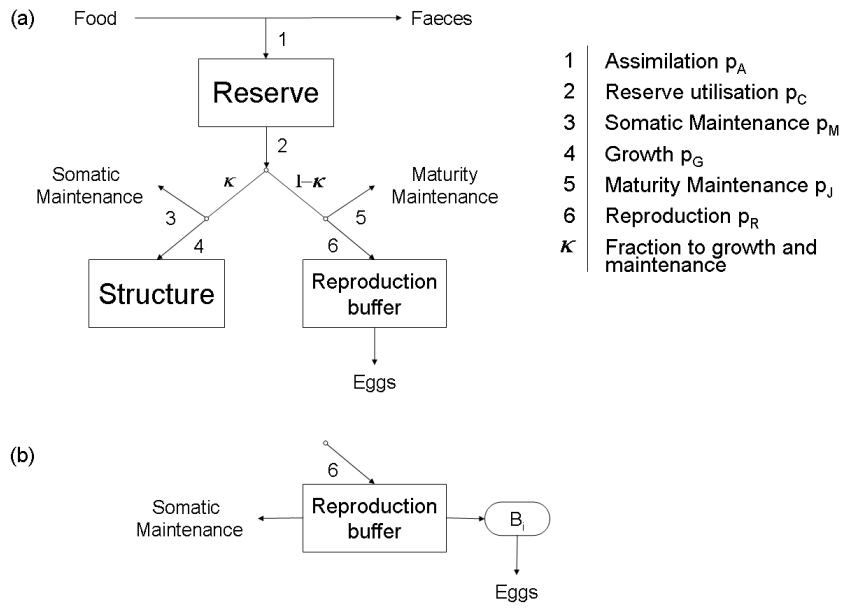 (a)
Food
Faeces
1
Reserve
2
κ
1–κ
Somatic
Maintenance
Maturity
Maintenance
3
4
5
6
Structure
Reproduction
buffer
Eggs
1 Assimilation pA
2 Reserve utilisation pC
3 Somatic Maintenance pM
4 Growth pG
5 Maturity Maintenance pJ
6 Reproduction pR
κ Fraction to growth and
maintenance
(b)
6
Somatic
Maintenance
Reproduction
buffer
Bi
Eggs